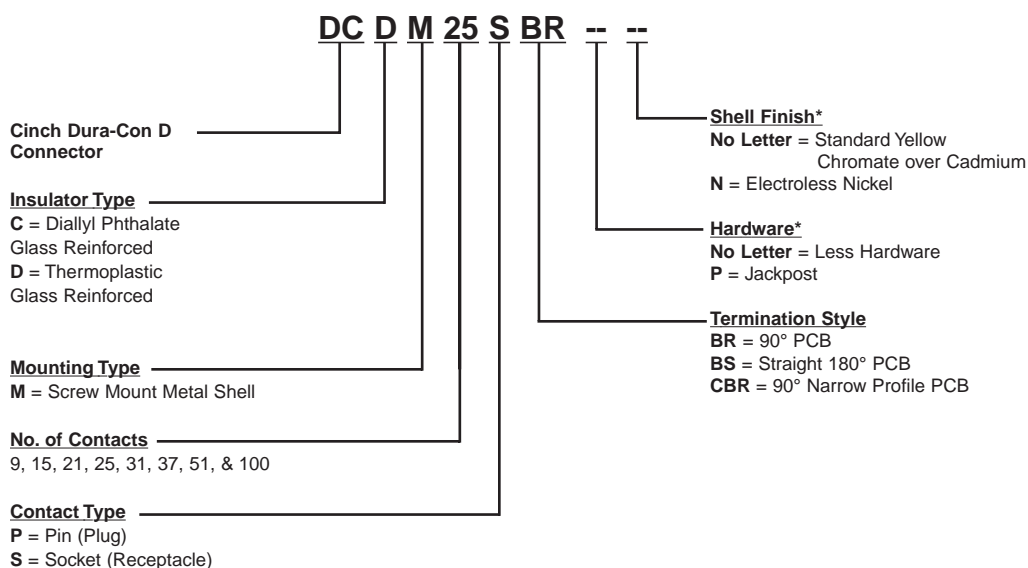 DC D M 25 S BR -- --
Cinch Dura-Con D
Connector
Insulator Type
C = Diallyl Phthalate
Glass Reinforced
D = Thermoplastic
Glass Reinforced
Mounting Type
M = Screw Mount Metal Shell
No. of Contacts
9, 15, 21, 25, 31, 37, 51, & 100
Contact Type
P = Pin (Plug)
S = Socket (Receptacle)
Shell Finish*
No Letter = Standard Yellow
Chromate over Cadmium
N = Electroless Nickel
Hardware*
No Letter = Less Hardware
P = Jackpost
Termination Style
BR = 90° PCB
BS = Straight 180° PCB
CBR = 90° Narrow Profile PCB